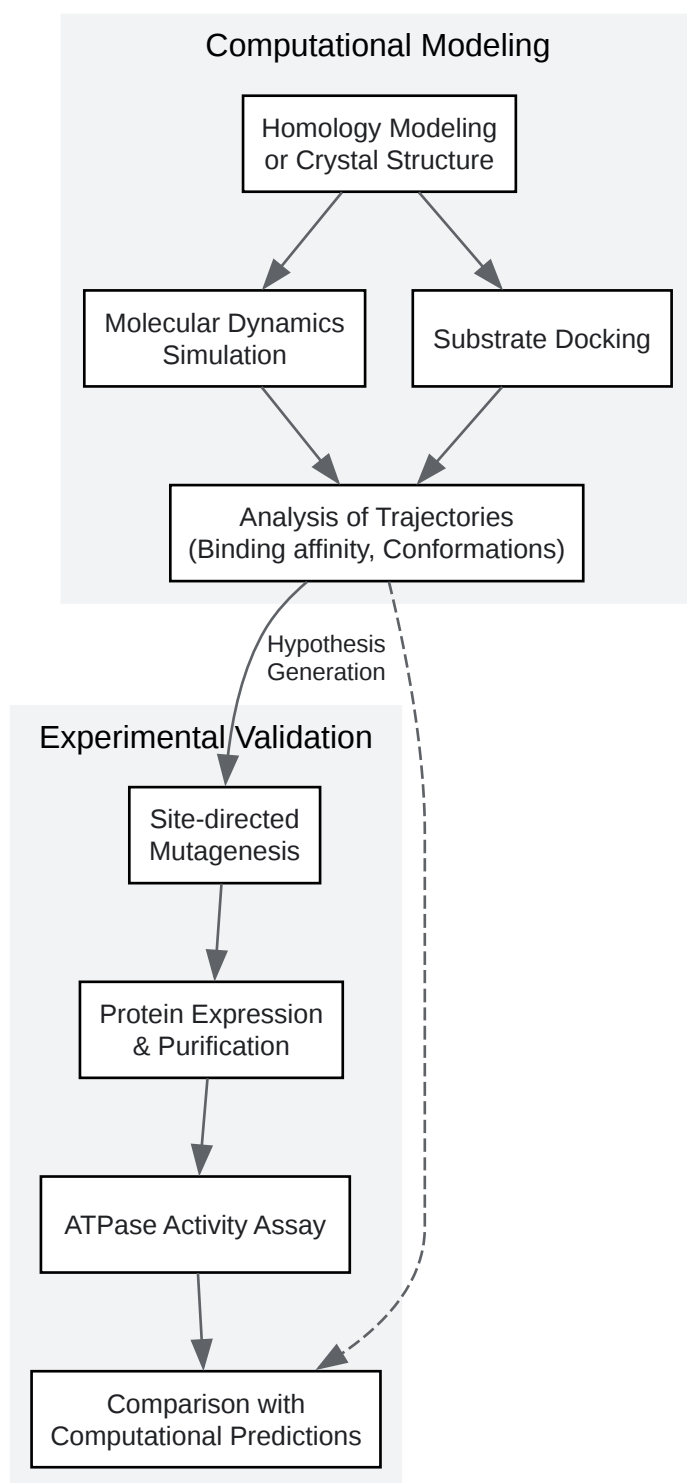 Computational Modeling
Homology Modeling
or Crystal Structure
Molecular Dynamics
Simulation
Substrate Docking
Analysis of Trajectories
(Binding affinity, Conformations)
Hypothesis
Generation
Experimental Validation
Site-directed
Mutagenesis
Protein Expression
& Purification
ATPase Activity Assay
Comparison with
Computational Predictions